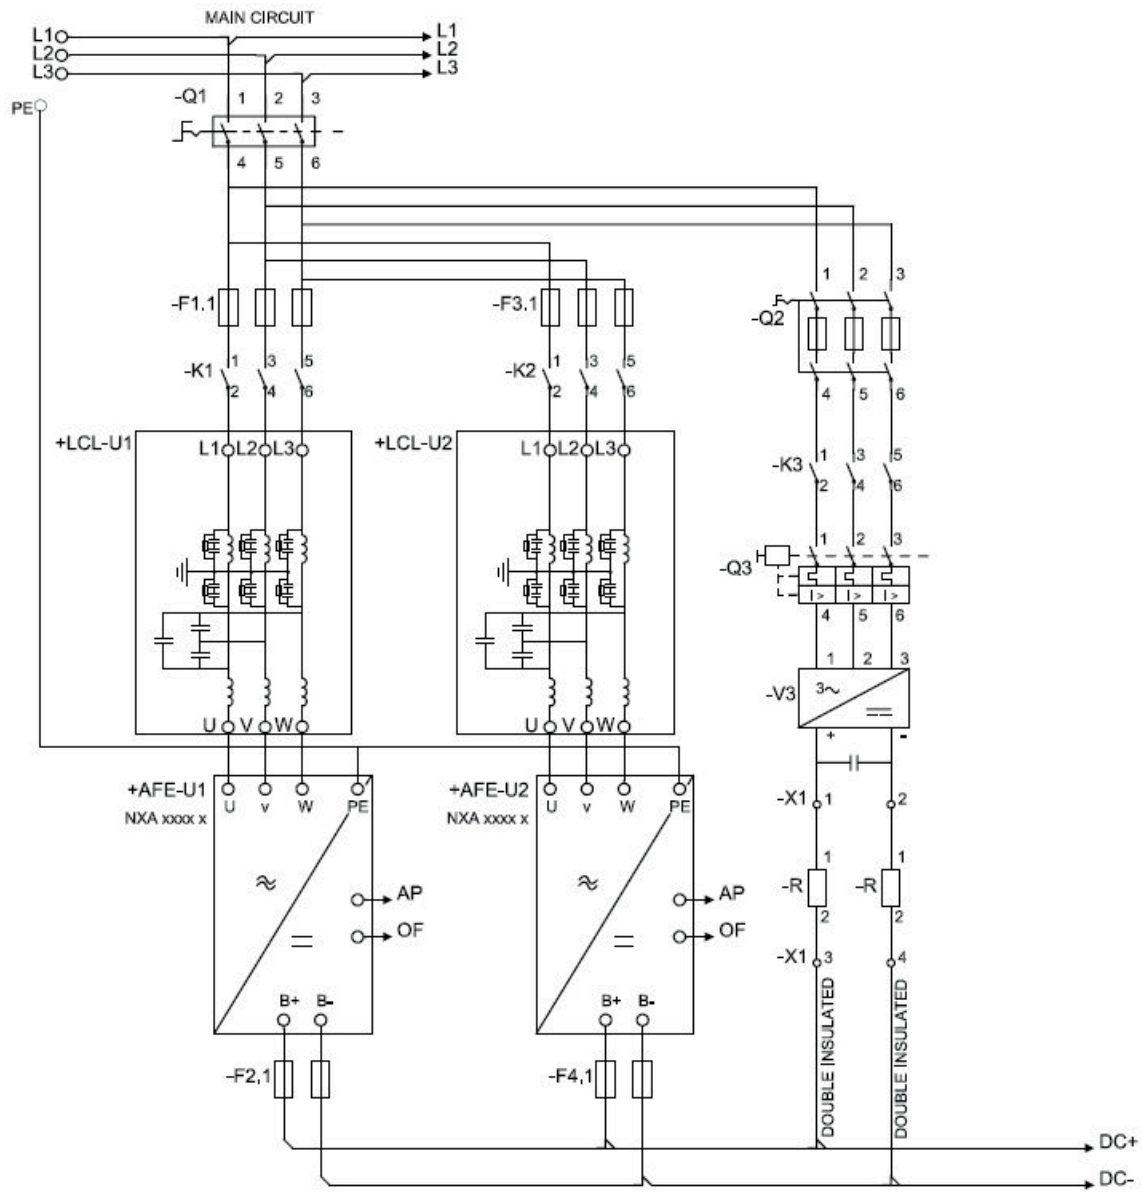 MAIN CIRCUIT
L1 L1
L2 L2
L3 L3
PE
-Q1 1 2 3
4 5 6
1 2 3
-F1.1 -F3.1
-Q2
-K1 1 3 5
2 4 6
-K2 1 3 5
2 4 6
4 5 6
+LCL-U1 L1 L2 L3
+LCL-U2 L1 L2 L3
-K3 1 3 5
2 4 6
-Q3 1 2 3
I> I> I>
4 5 6
1 2 3
-V3 3~
+ -
U V W
U V W
+AFE-U1
NXA xxxx x
U v W PE
+AFE-U2
NXA xxxx x
U v W PE
-X1 1 2
1 1
-R -R
2 2
-X1 3 4
AP
OF
AP
OF
B+ B-
B+ B-
DOUBLE INSULATED
DOUBLE INSULATED
-F2,1
-F4,1
DC+
DC-